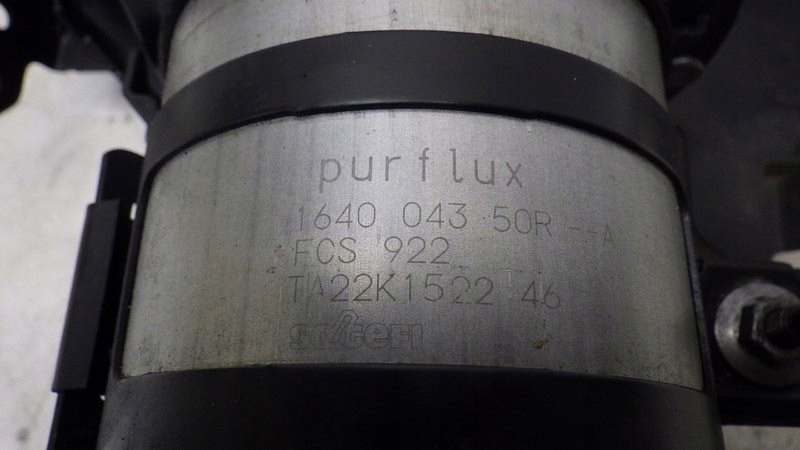 purflux
1640 043 50R --A
FCS 922
TA22K1522 46
sogefi